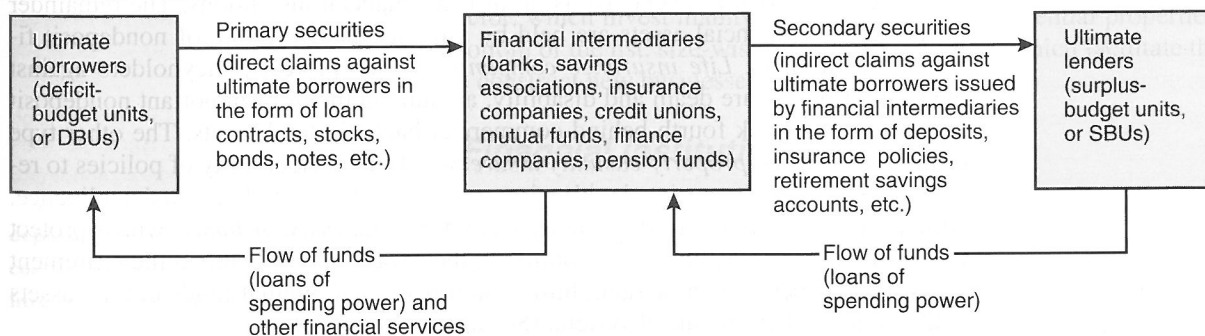 Ultimate
borrowers
(deficit-
budget units,
or DBUs)
Primary securities
(direct claims against
ultimate borrowers in
the form of loan
contracts, stocks,
bonds, notes, etc.)
Financial intermediaries
(banks, savings
associations, insurance
companies, credit unions,
mutual funds, finance
companies, pension funds)
Secondary securities
(indirect claims against
ultimate borrowers issued
by financial intermediaries
in the form of deposits,
insurance policies,
retirement savings
accounts, etc.)
Ultimate
lenders
(surplus-
budget units,
or SBUs)
Flow of funds
(loans of
spending power) and
other financial services
Flow of funds
(loans of
spending power)